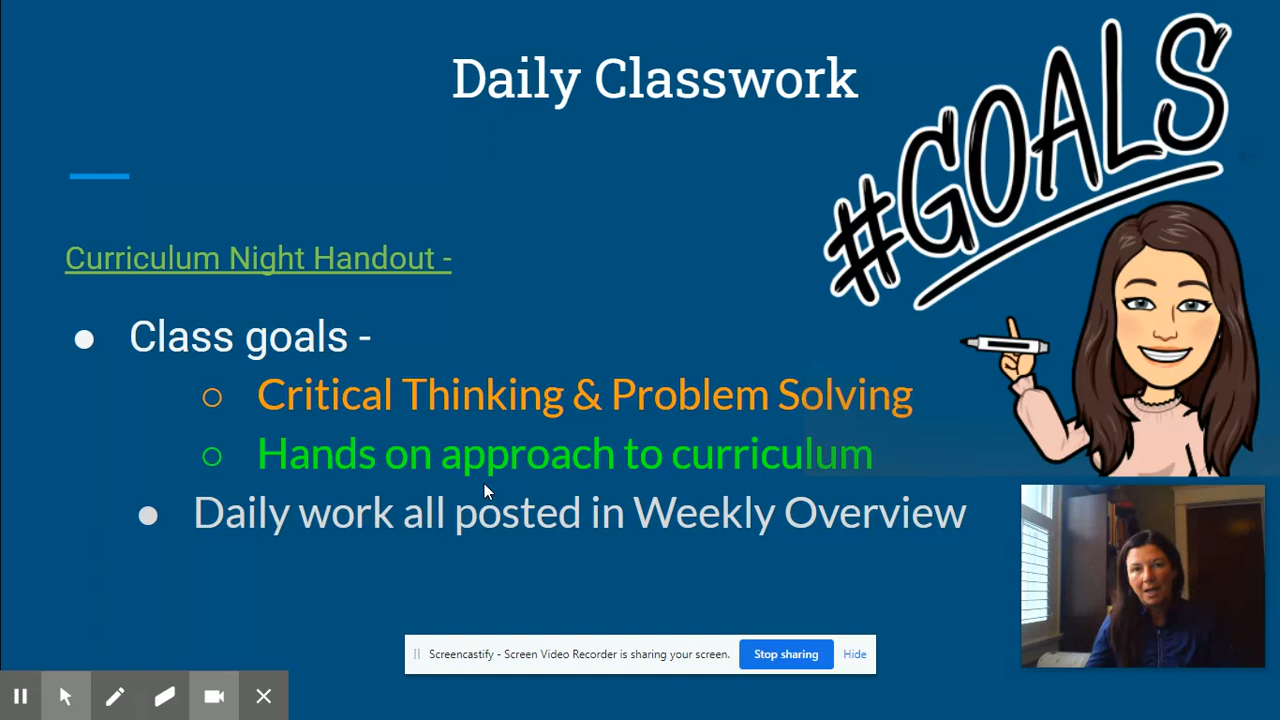 Daily Classwork
#GOALS
Curriculum Night Handout -
● Class goals -
○ Critical Thinking & Problem Solving
○ Hands on approach to curriculum
● Daily work all posted in Weekly Overview
Screencastify - Screen Video Recorder is sharing your screen. Stop sharing Hide